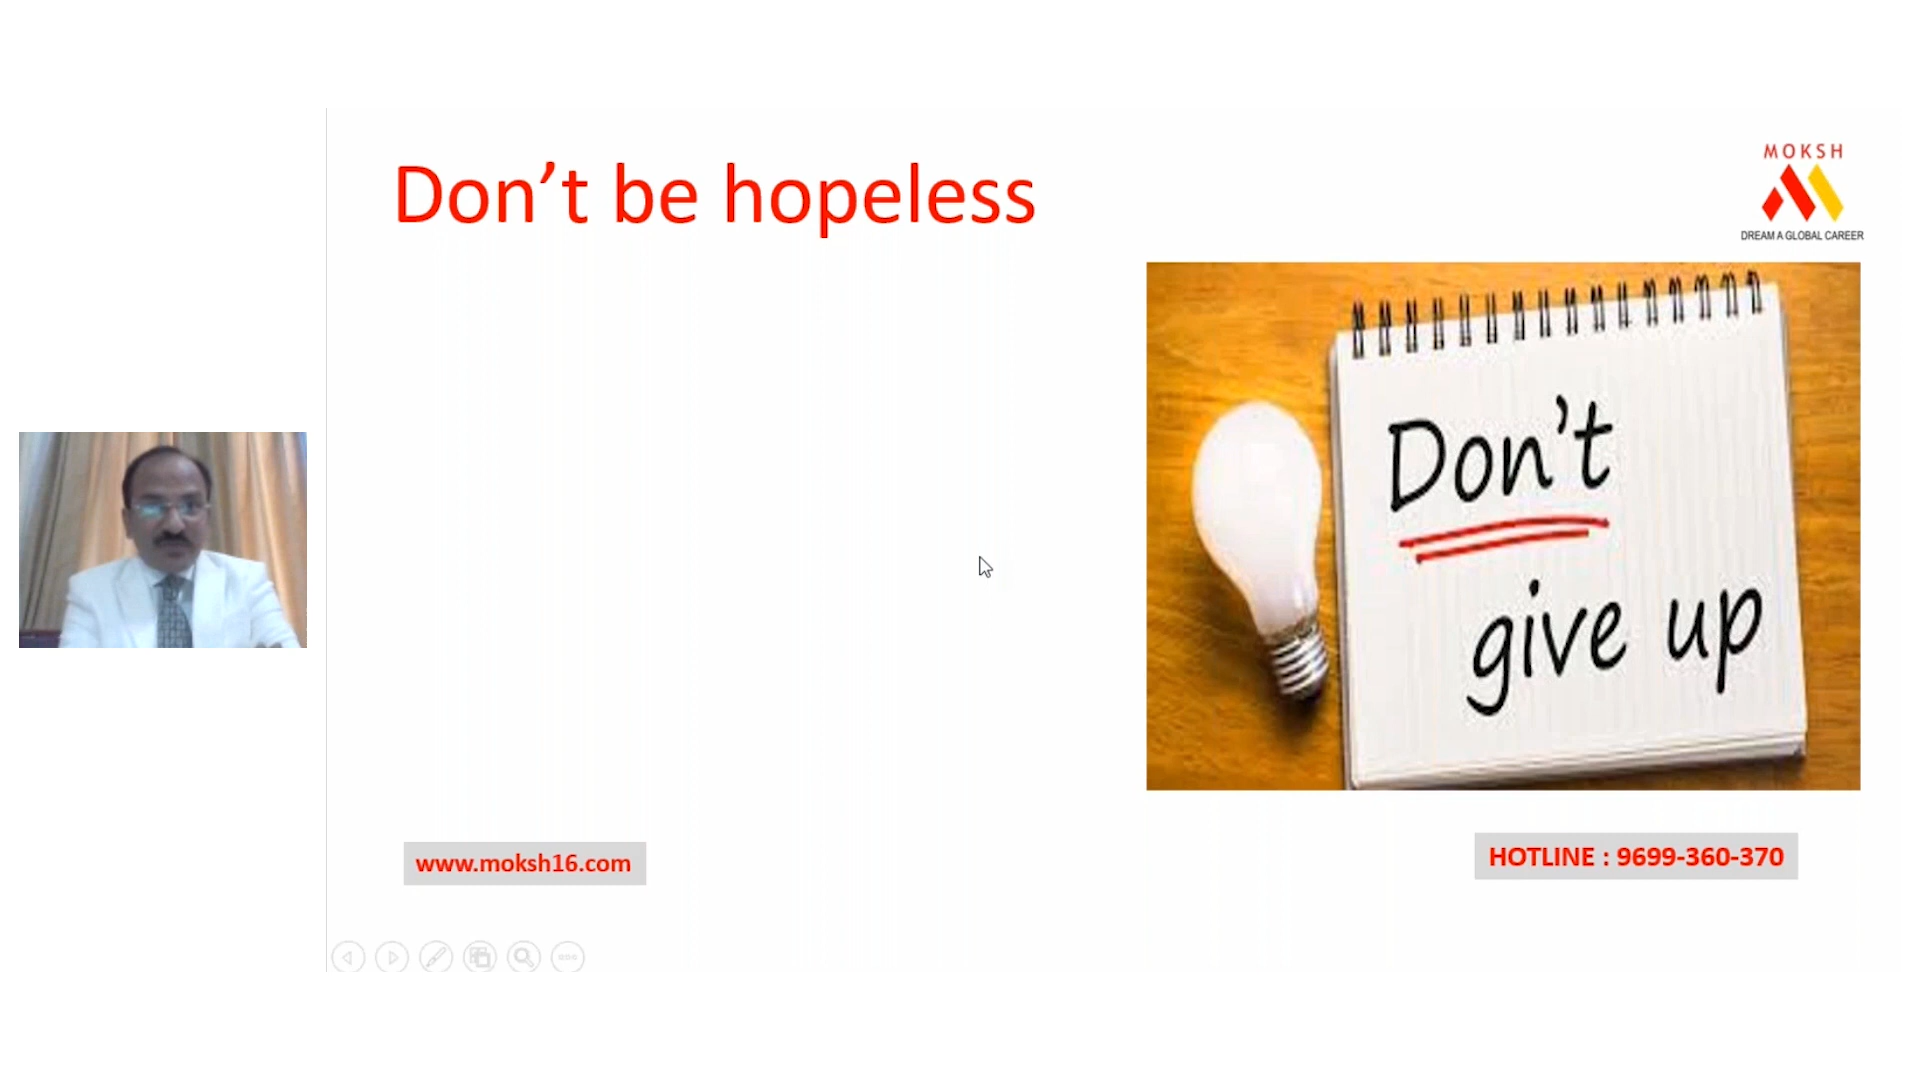 Don’t be hopeless
MOKSH
DREAM A GLOBAL CAREER
Don’t
give up
www.moksh16.com
HOTLINE : 9699-360-370